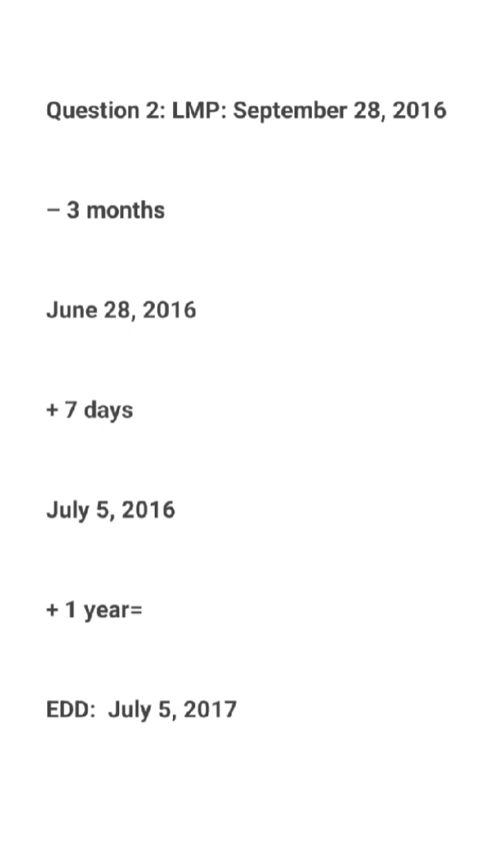 Question 2: LMP: September 28, 2016
– 3 months
June 28, 2016
+ 7 days
July 5, 2016
+ 1 year=
EDD:  July 5, 2017